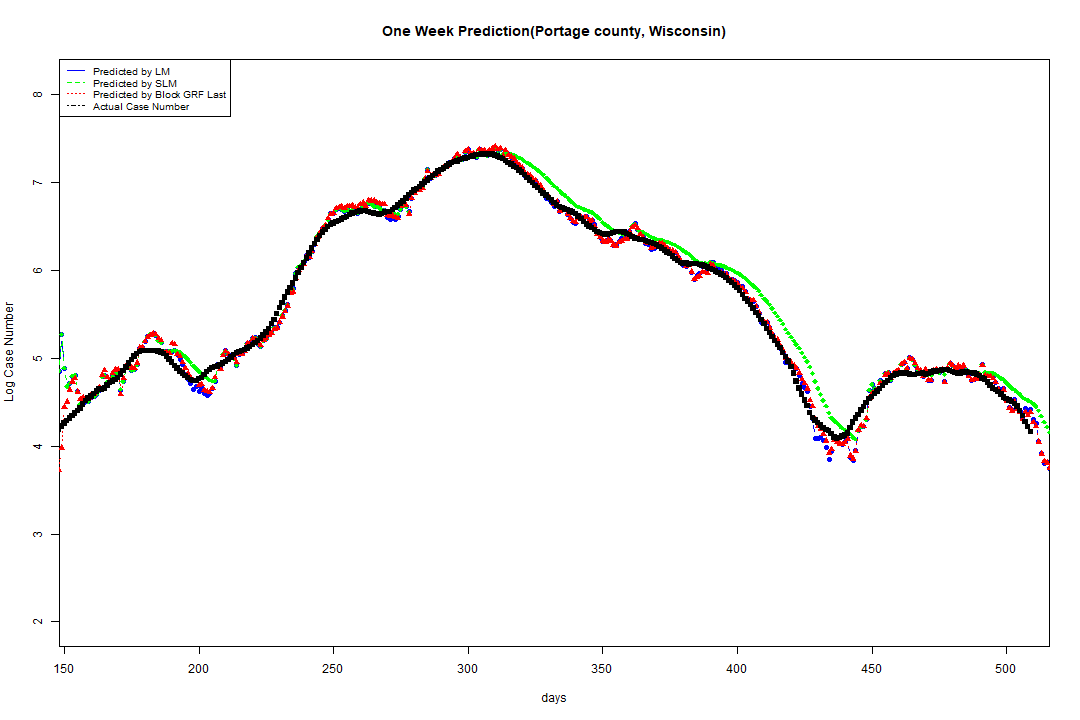 One Week Prediction(Portage county, Wisconsin)
Predicted by LM
Predicted by SLM
Predicted by Block GRF Last
Actual Case Number
8
7
6
5
4
3
2
Log Case Number
150 200 250 300 350 400 450 500
days